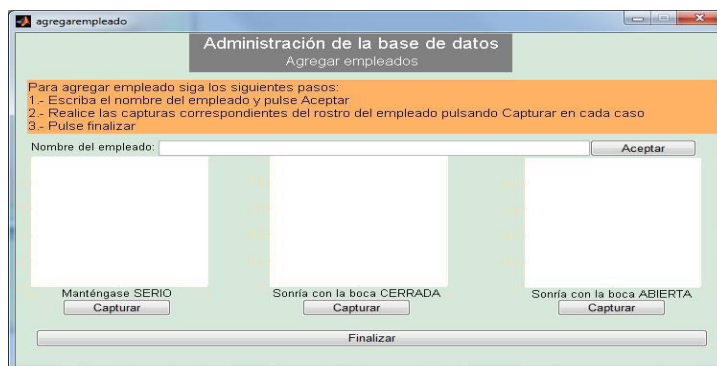 agregarempleado
Administración de la base de datos
Agregar empleados
Para agregar empleado siga los siguientes pasos:
1.- Escriba el nombre del empleado y pulse Aceptar
2.- Realice las capturas correspondientes del rostro del empleado pulsando Capturar en cada caso
3.- Pulse finalizar
Nombre del empleado: Aceptar
Manténgase SERIO Sonría con la boca CERRADA Sonría con la boca ABIERTA
Capturar Capturar Capturar
Finalizar